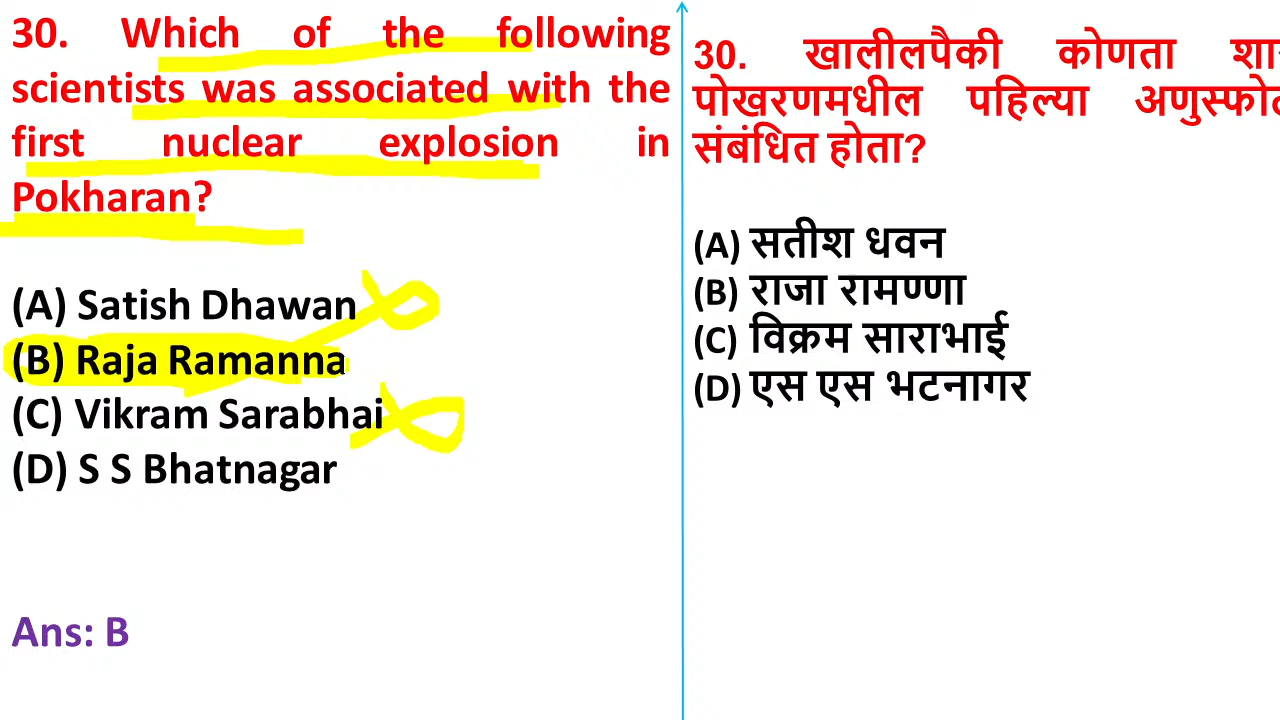 30. Which of the following
scientists was associated with the
first nuclear explosion in
Pokharan?
(A) Satish Dhawan
(B) Raja Ramanna
(C) Vikram Sarabhai
(D) S S Bhatnagar
Ans: B
30. खालीलपैकी कोणता
पोखरणमधील पहिल्या
संबंधित होता?
(A) सतीश धवन
(B) राजा रामण्णा
(C) विक्रम साराभाई
(D) एस एस भटनागर